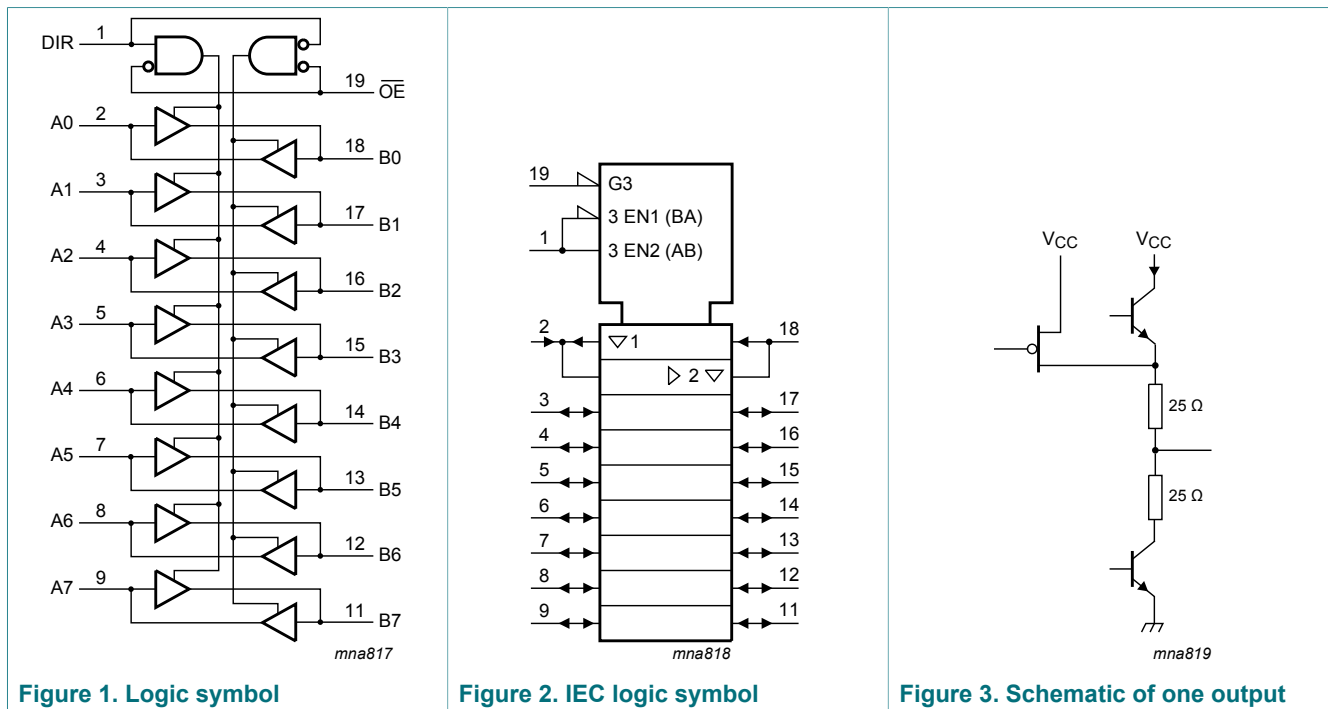 DIR 1
19 OE
A0 2
18 B0
A1 3
17 B1
A2 4
16 B2
A3 5
15 B3
A4 6
14 B4
A5 7
13 B5
A6 8
12 B6
A7 9
11 B7
mna817
Figure 1. Logic symbol
19 G3
3 EN1 (BA)
1 3 EN2 (AB)
2 1 18
2
3 17
4 16
5 15
6 14
7 13
8 12
9 11
mna818
Figure 2. IEC logic symbol
VCC VCC
25 Ω
25 Ω
mna819
Figure 3. Schematic of one output